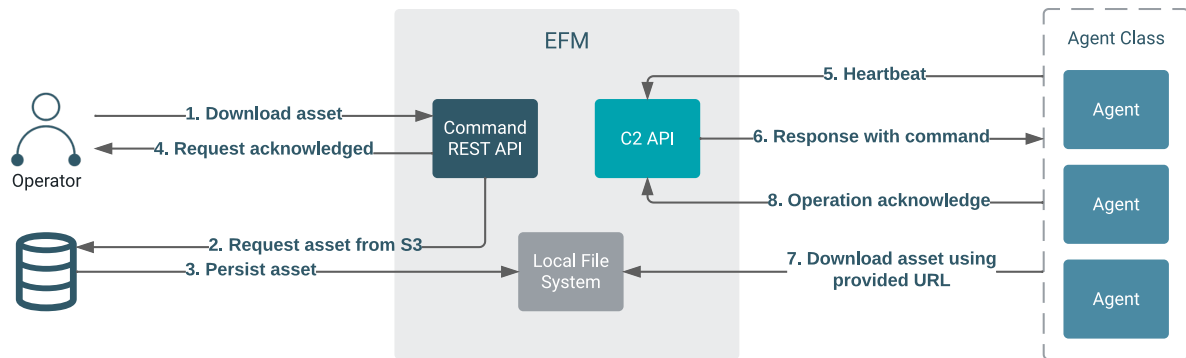 EFM
Agent Class
5. Heartbeat
Agent
1. Download asset
Command
REST API
C2 API
6. Response with command
4. Request acknowledged
Operator
8. Operation acknowledge
Agent
2. Request asset from S3
3. Persist asset
Local File
System
7. Download asset using
provided URL
Agent